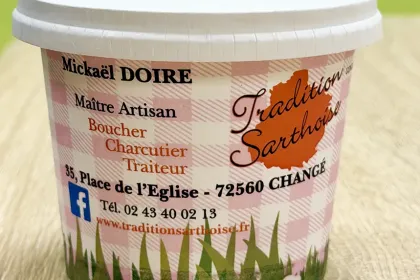 Mickaël DOIRE
Maître Artisan
Boucher
Charcutier
Traiteur
Tradition
Sarthoise
35, Place de l'Eglise - 72560 CHANGÉ
f
Tél. 02 43 40 02 13
www.traditionsarthoise.fr